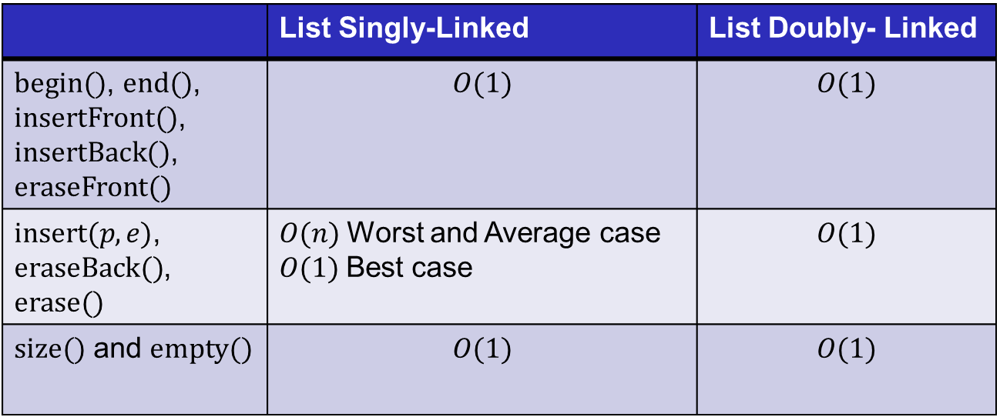 List Singly-Linked
List Doubly- Linked
begin(), end(),
insertFront(),
insertBack(),
eraseFront()
O(1)
O(1)
insert(p, e),
eraseBack(),
erase()
O(n) Worst and Average case
O(1) Best case
O(1)
size() and empty()
O(1)
O(1)